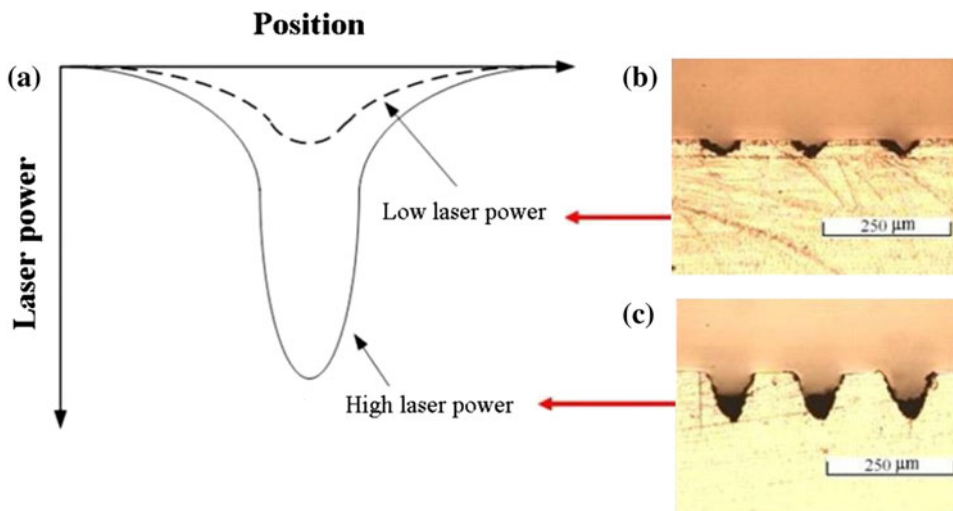 Position
(a)
Laser power
Low laser power
High laser power
(b)
250 μm
(c)
250 μm